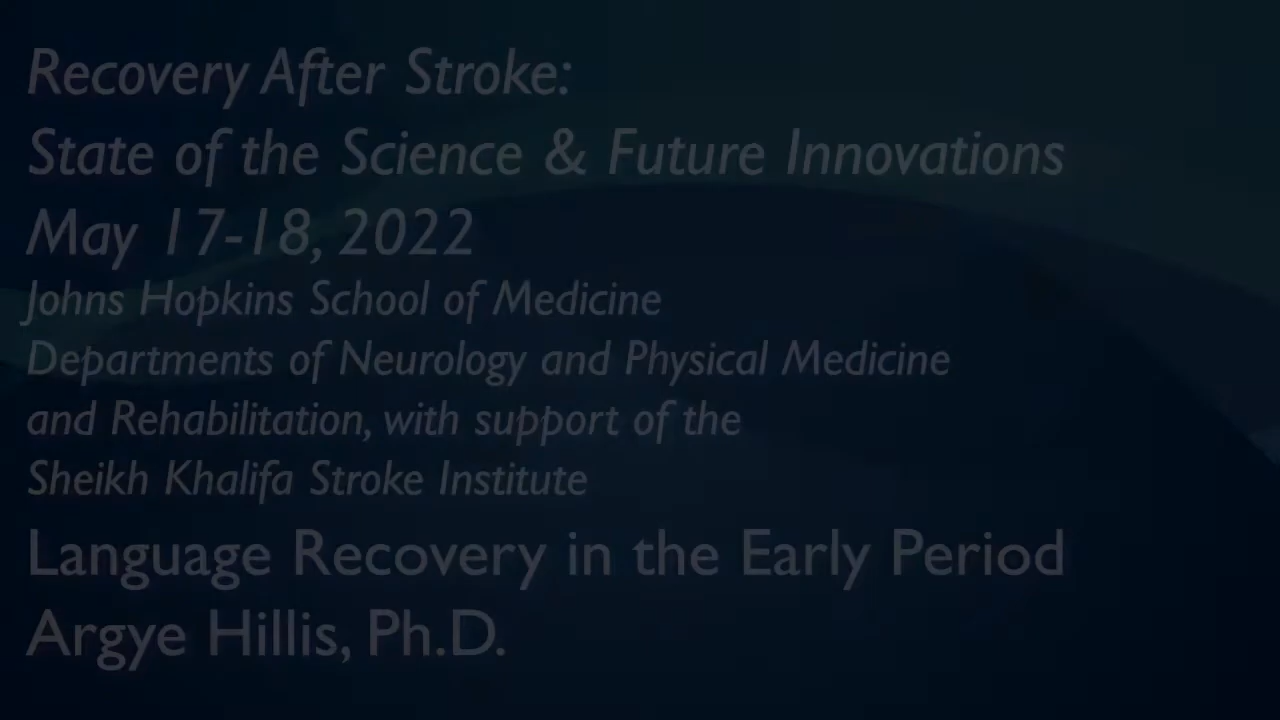 Recovery After Stroke:
State of the Science & Future Innovations
May 17-18, 2022
Johns Hopkins School of Medicine
Departments of Neurology and Physical Medicine
and Rehabilitation, with support of the
Sheikh Khalifa Stroke Institute
Language Recovery in the Early Period
Argye Hillis, Ph.D.